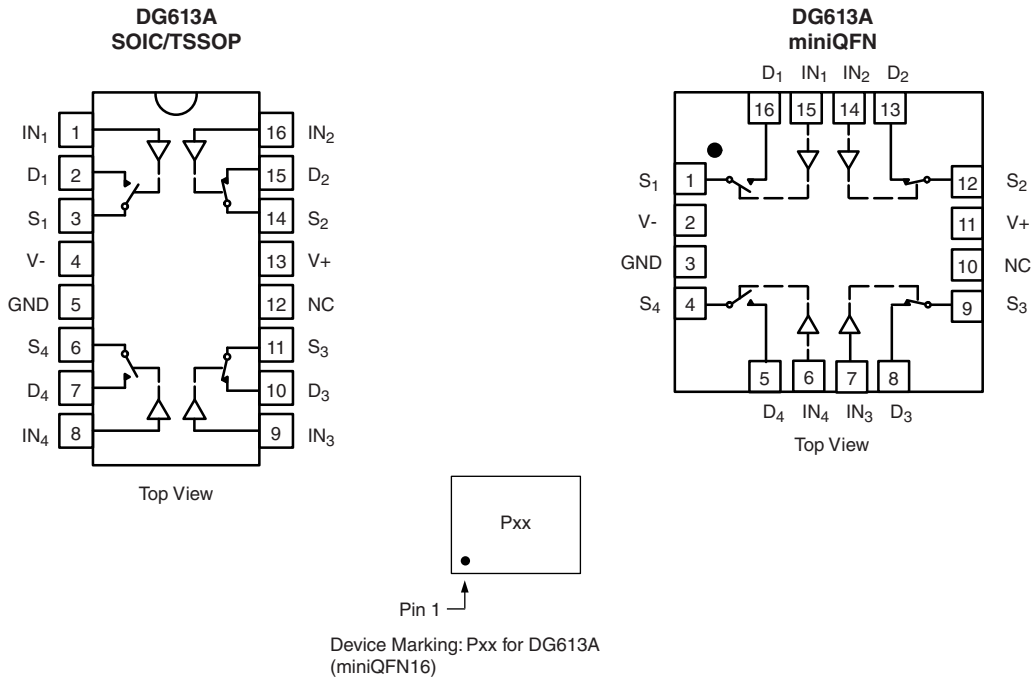 DG613A
SOIC/TSSOP
IN1 1 16 IN2
D1 2 15 D2
S1 3 14 S2
V- 4 13 V+
GND 5 12 NC
S4 6 11 S3
D4 7 10 D3
IN4 8 9 IN3
Top View
DG613A
miniQFN
D1 IN1 IN2 D2
16 15 14 13
S1 1 12 S2
V- 2 11 V+
GND 3 10 NC
S4 4 9 S3
5 6 7 8
D4 IN4 IN3 D3
Top View
Pxx
Pin 1
Device Marking: Pxx for DG613A
(miniQFN16)